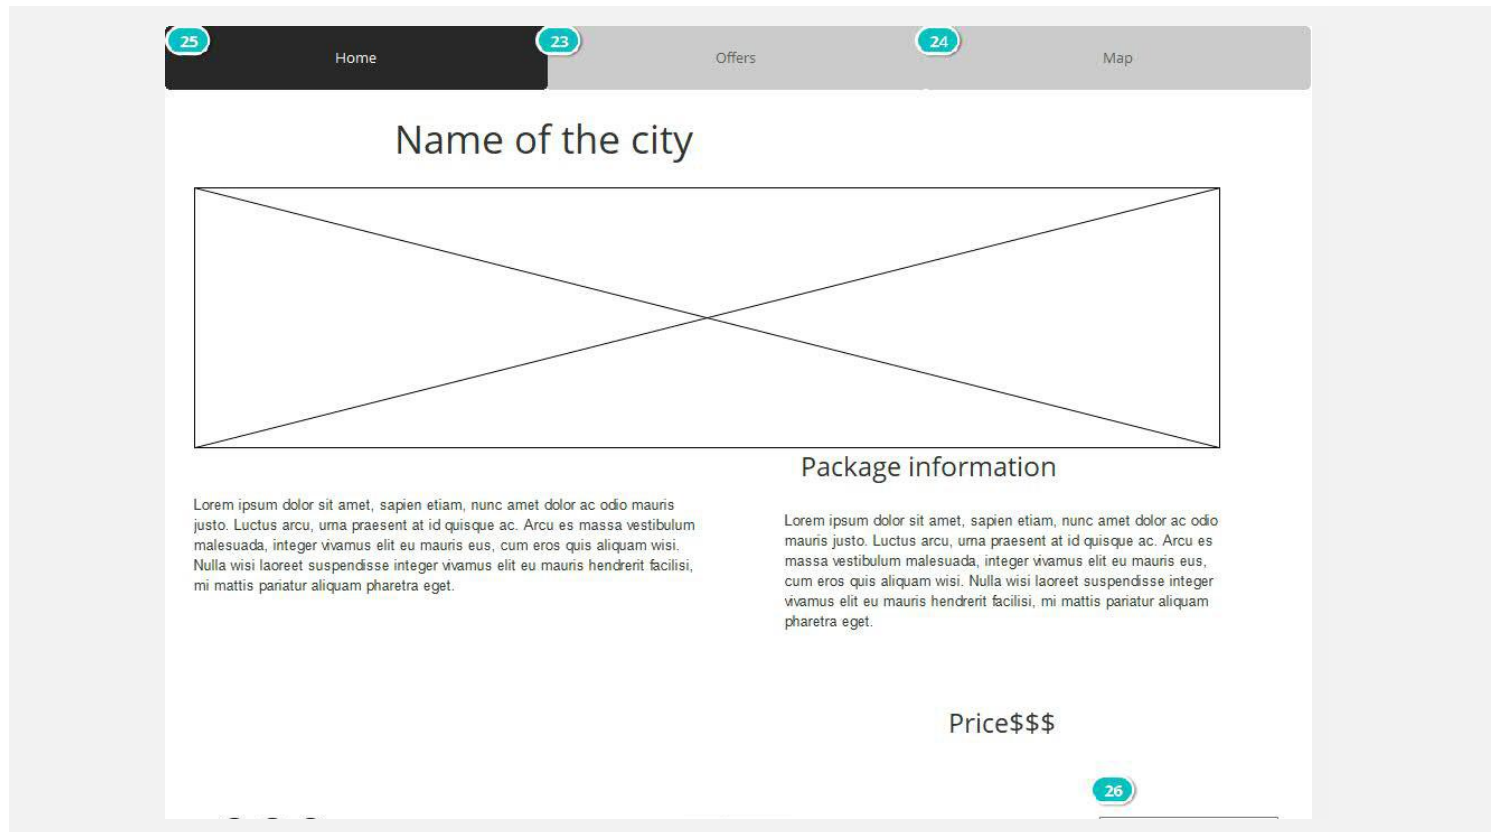 25 23 24
Home Offers Map
Name of the city
Package information
Lorem ipsum dolor sit amet, sapien etiam, nunc amet dolor ac odio mauris
justo. Luctus arcu, urna praesent at id quisque ac. Arcu es massa vestibulum
malesuada, integer vivamus elit eu mauris eus, cum eros quis aliquam wisi.
Nulla wisi laoreet suspendisse integer vivamus elit eu mauris hendrerit facilisi,
mi mattis pariatur aliquam pharetra eget.
Lorem ipsum dolor sit amet, sapien etiam, nunc amet dolor ac odio
mauris justo. Luctus arcu, urna praesent at id quisque ac. Arcu es
massa vestibulum malesuada, integer vivamus elit eu mauris eus,
cum eros quis aliquam wisi. Nulla wisi laoreet suspendisse integer
vivamus elit eu mauris hendrerit facilisi, mi mattis pariatur aliquam
pharetra eget.
Price$$$
26